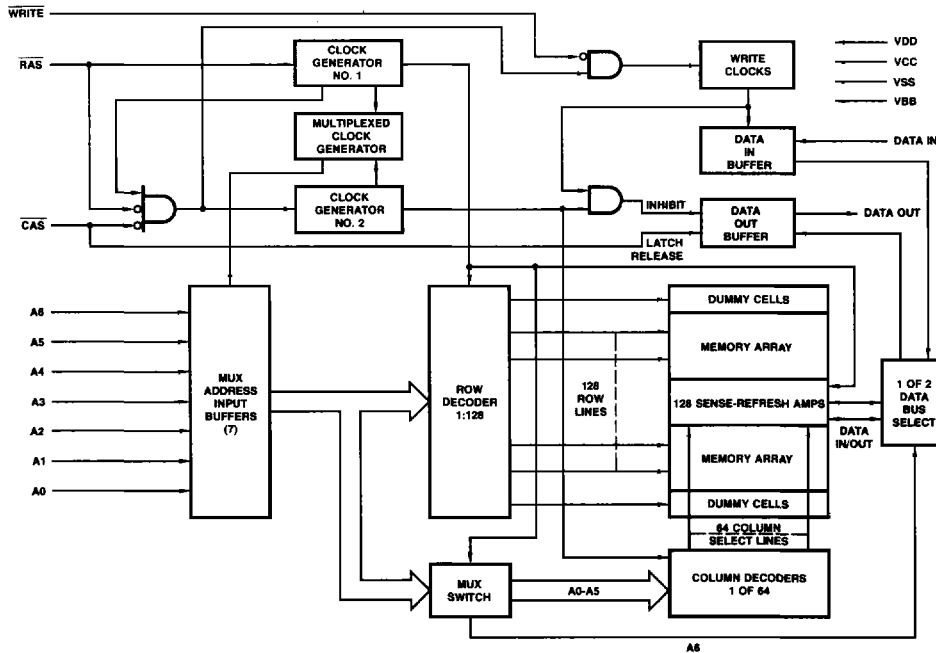 WRITE
RAS
CLOCK
GENERATOR
NO. 1
WRITE
CLOCKS
VDD
VCC
VSS
VBB
MULTIPLEXED
CLOCK
GENERATOR
DATA
IN
BUFFER
DATA IN
CAS
CLOCK
GENERATOR
NO. 2
INHIBIT
LATCH
RELEASE
DATA
OUT
BUFFER
DATA OUT
A6
A5
A4
A3
A2
A1
A0
MUX
ADDRESS
INPUT
BUFFERS
(7)
ROW
DECODER
1:128
128
ROW
LINES
DUMMY CELLS
MEMORY ARRAY
128 SENSE-REFRESH AMPS
MEMORY ARRAY
DUMMY CELLS
DATA
IN/OUT
1 OF 2
DATA
BUS
SELECT
64 COLUMN
SELECT LINES
MUX
SWITCH
A0-A5
COLUMN DECODERS
1 OF 64
A6